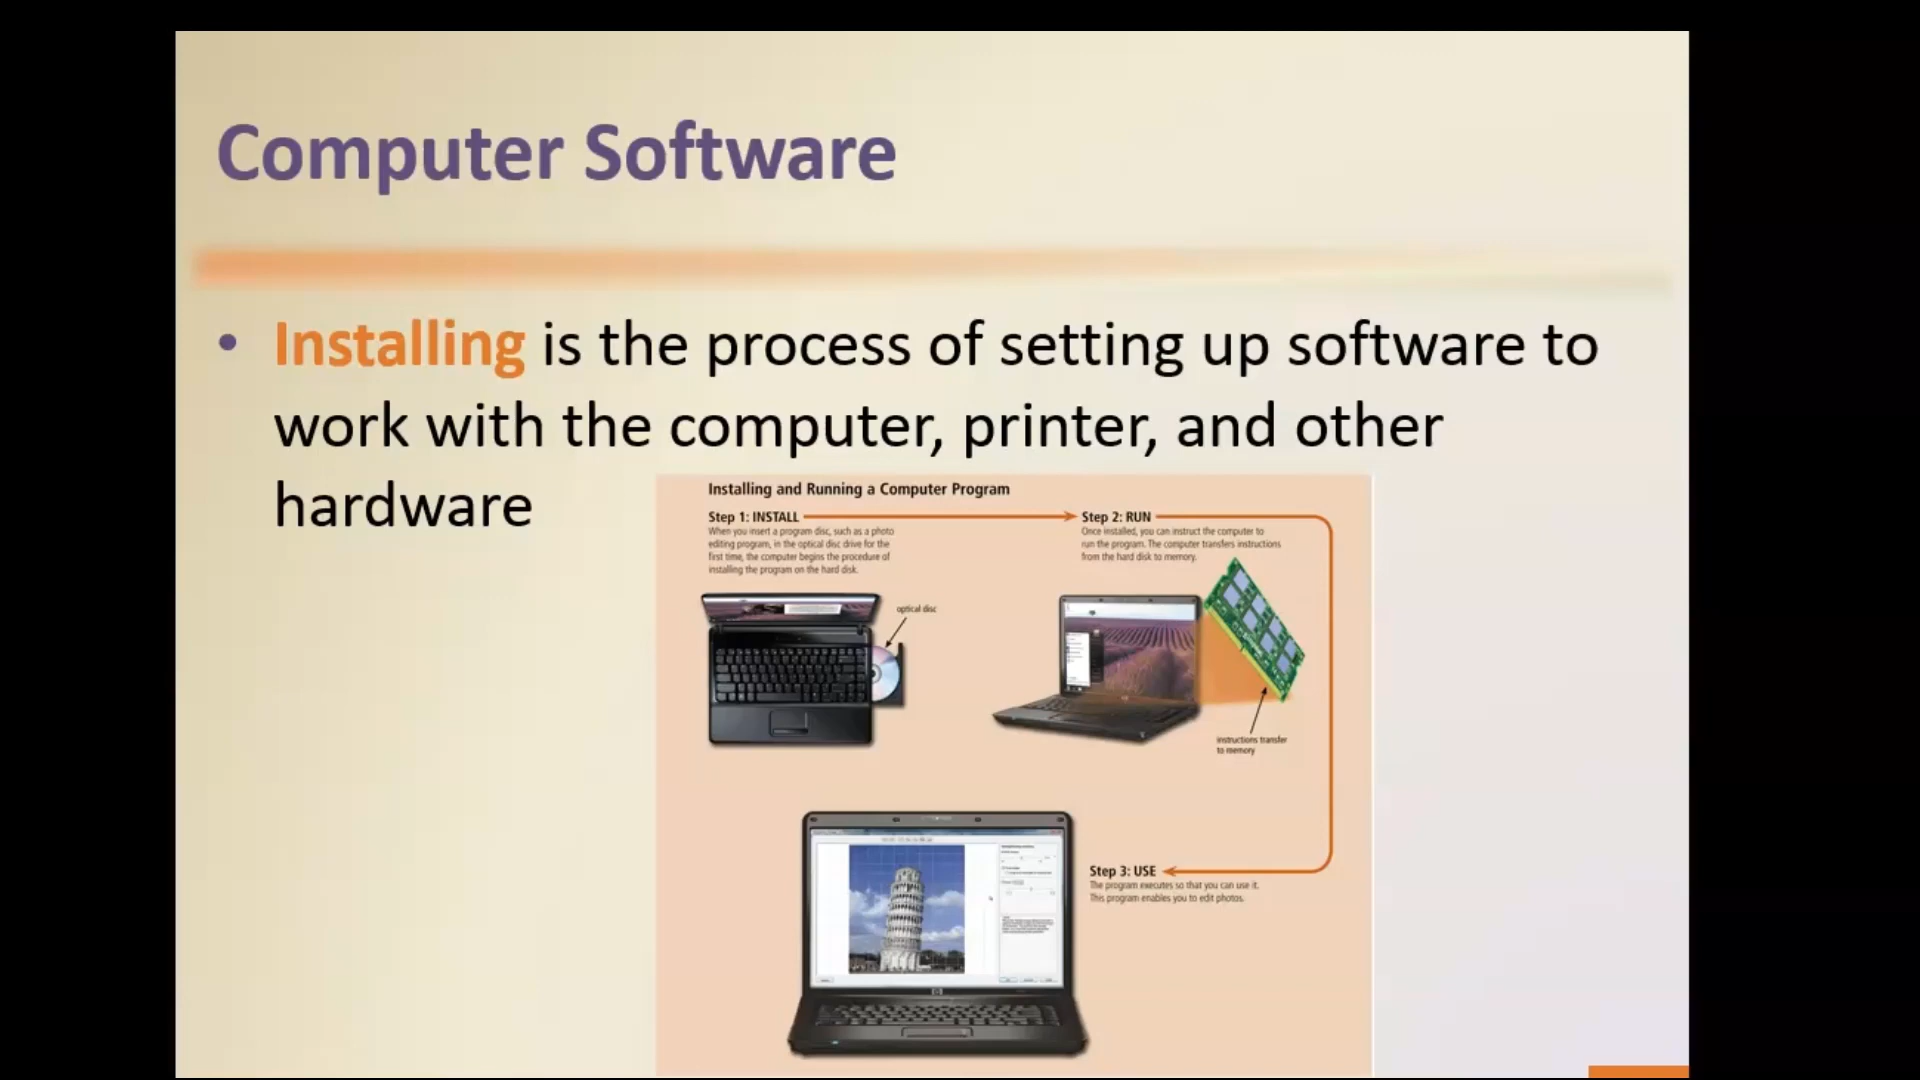 Computer Software
• Installing is the process of setting up software to
work with the computer, printer, and other
hardware
Installing and Running a Computer Program
Step 1: INSTALL
When you insert a program disc, such as a photo
editing program, in the optical disc drive for the
first time, the computer begins the procedure of
installing the program on the hard disk.
optical disc
Step 2: RUN
Once installed, you can instruct the computer to
run the program. The computer transfers instructions
from the hard disk to memory.
instructions transfer
to memory
Step 3: USE
The program executes so that you can use it.
This program enables you to edit photos.